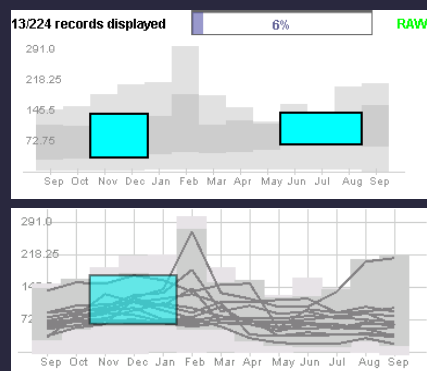 13/224 records displayed 6% RAW
291.0
218.25
145.5
72.75
Sep Oct Nov Dec Jan Feb Mar Apr May Jun Jul Aug Sep
291.0
218.25
Sep Oct Nov Dec Jan Feb Mar Apr May Jun Jul Aug Sep